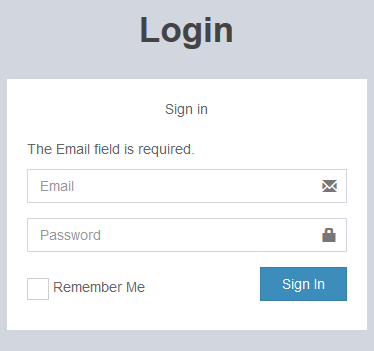 Login
Sign in
The Email field is required.
Email
Password
Remember Me
Sign In